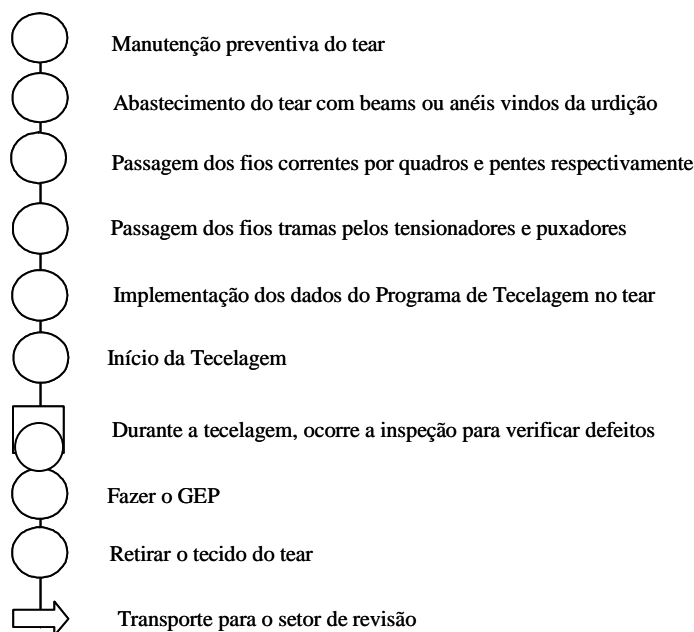 Manutenção preventiva do tear
Abastecimento do tear com beams ou anéis vindos da urdição
Passagem dos fios correntes por quadros e pentes respectivamente
Passagem dos fios tramas pelos tensionadores e puxadores
Implementação dos dados do Programa de Tecelagem no tear
Início da Tecelagem
Durante a tecelagem, ocorre a inspeção para verificar defeitos
Fazer o GEP
Retirar o tecido do tear
Transporte para o setor de revisão